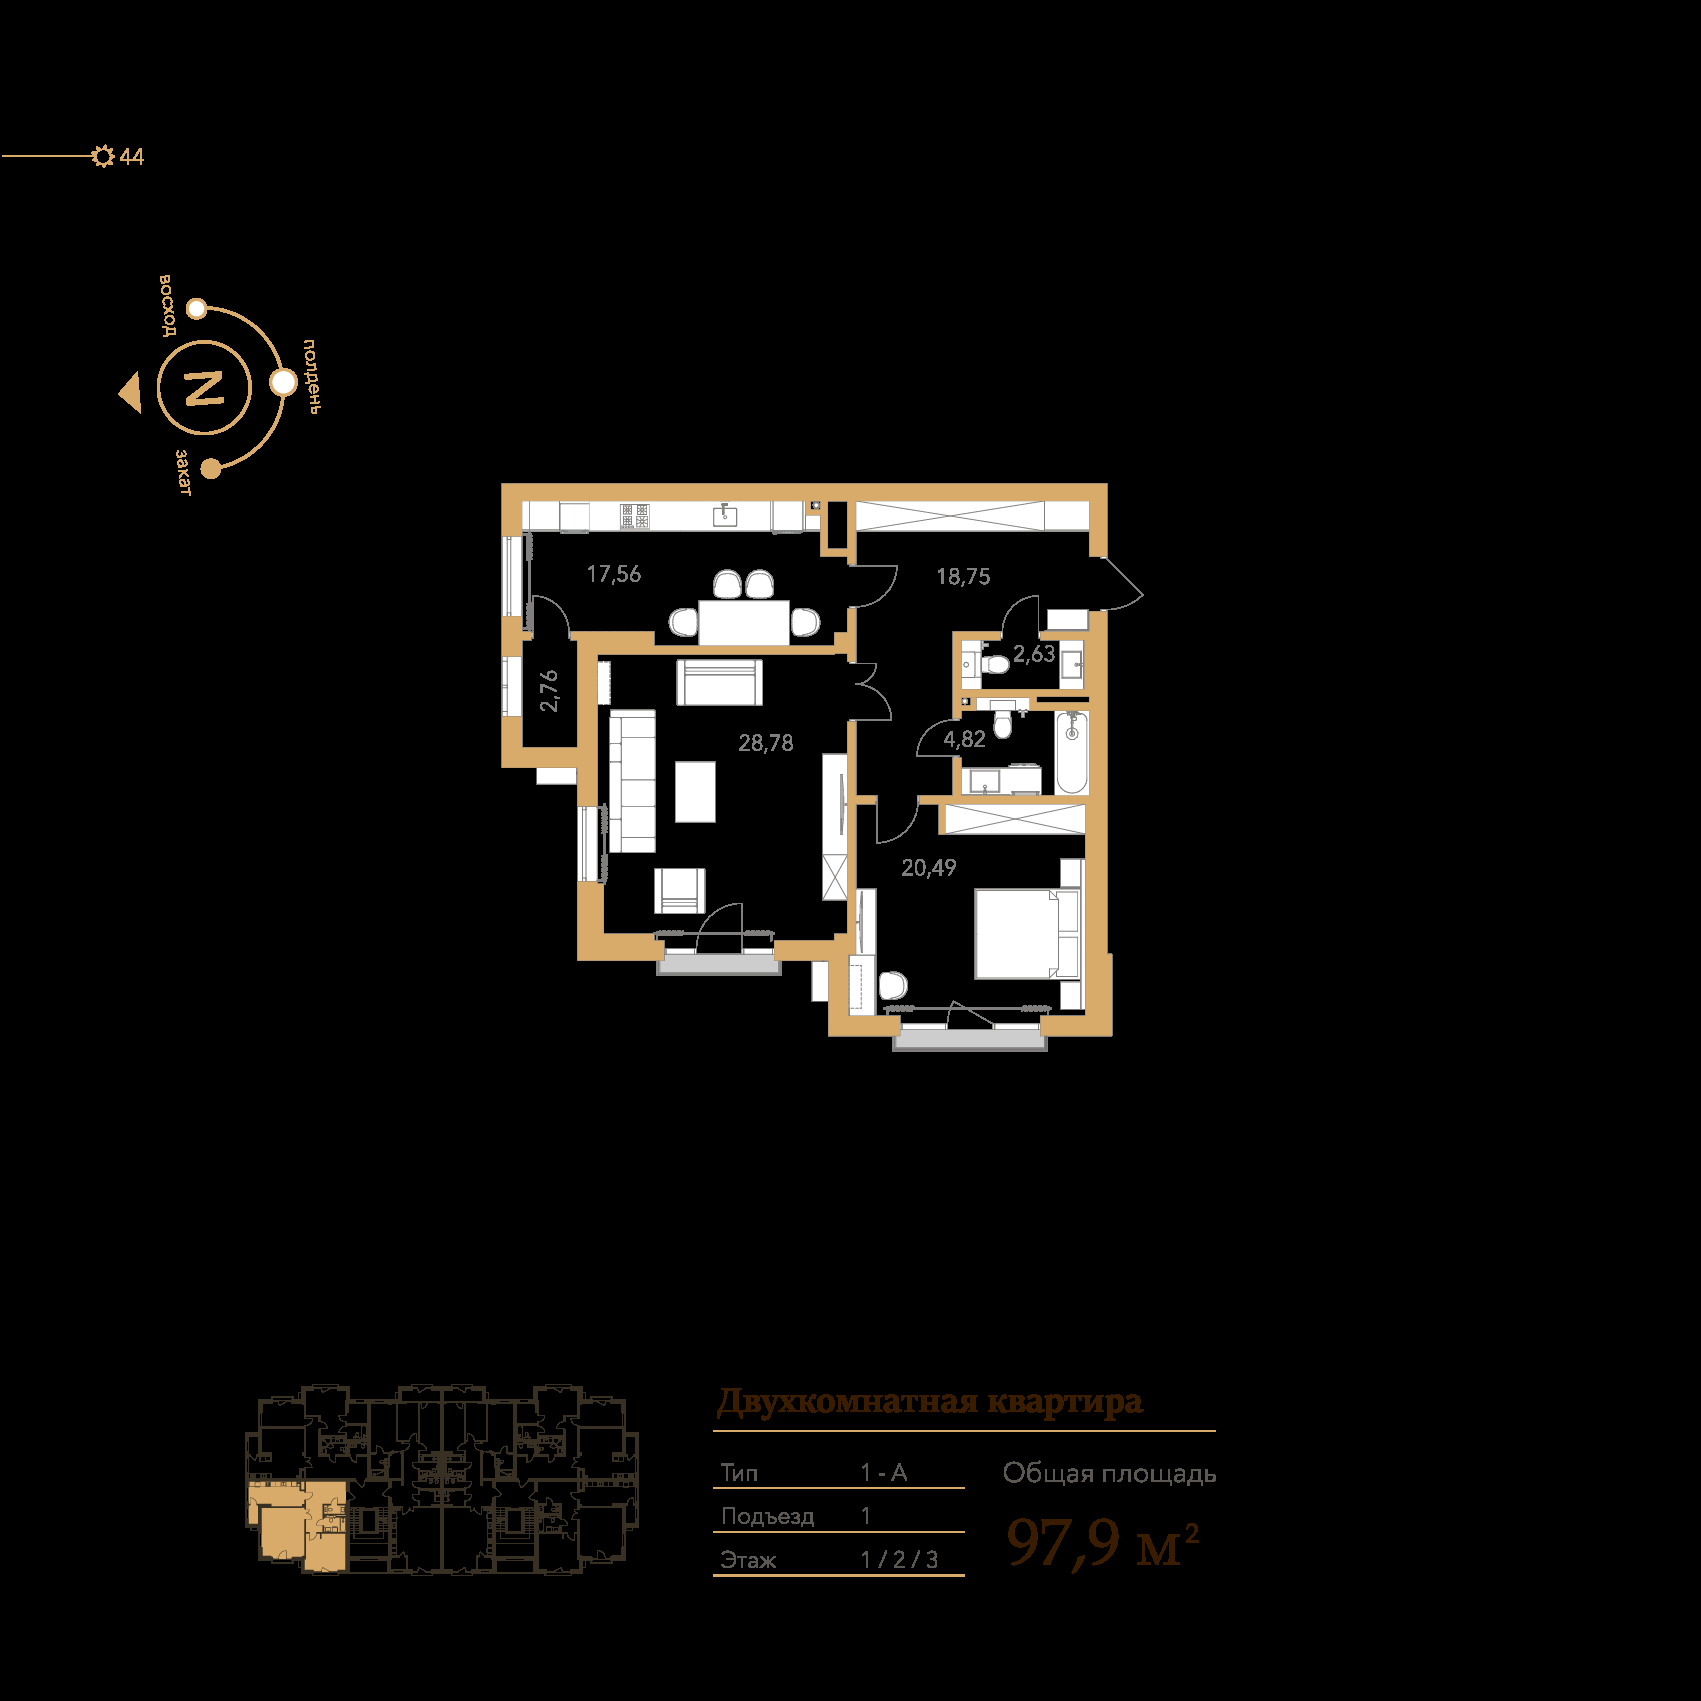 44
восход
полдень
N
закат
17,56
18,75
2,63
2,76
28,78
4,82
20,49
Двухкомнатная квартира
Тип 1 - А Общая площадь
Подъезд 1
97,9 м²
Этаж 1 / 2 / 3